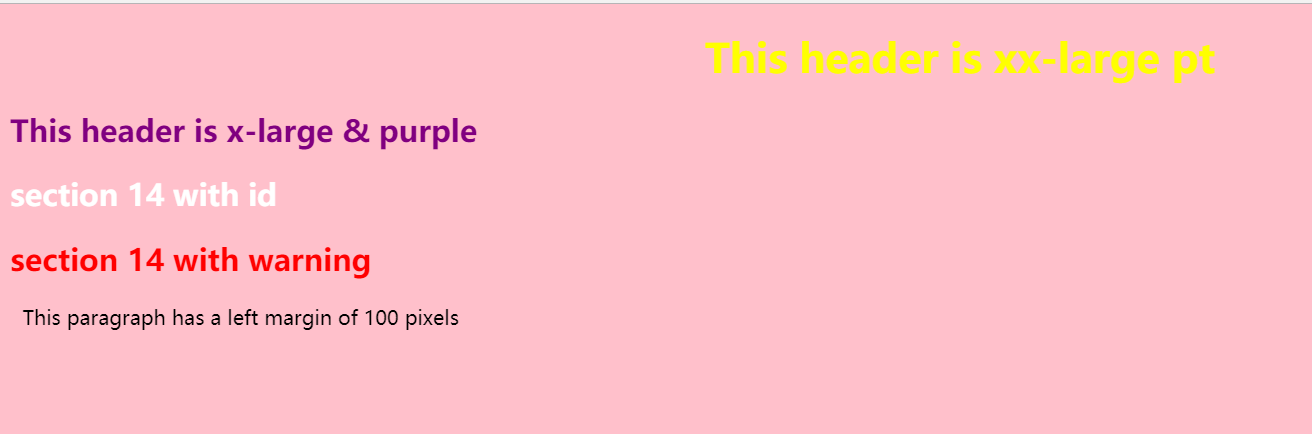 This header is xx-large pt
This header is x-large & purple
section 14 with id
section 14 with warning
This paragraph has a left margin of 100 pixels